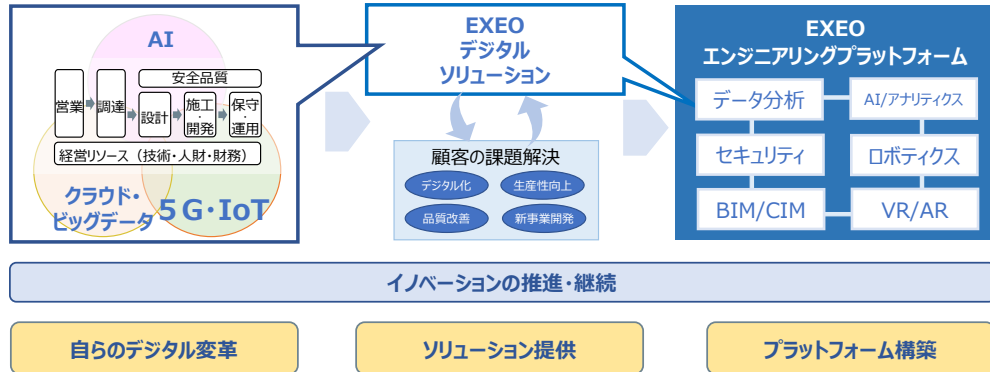 AI
安全品質
営業
調達
設計
施工・開発
保守・運用
経営リソース（技術・人財・財務）
クラウド・
ビッグデータ
５G・IoT
EXEO
デジタル
ソリューション
顧客の課題解決
デジタル化
生産性向上
品質改善
新事業開発
EXEO
エンジニアリングプラットフォーム
データ分析
AI/アナリティクス
セキュリティ
ロボティクス
BIM/CIM
VR/AR
イノベーションの推進・継続
自らのデジタル変革
ソリューション提供
プラットフォーム構築